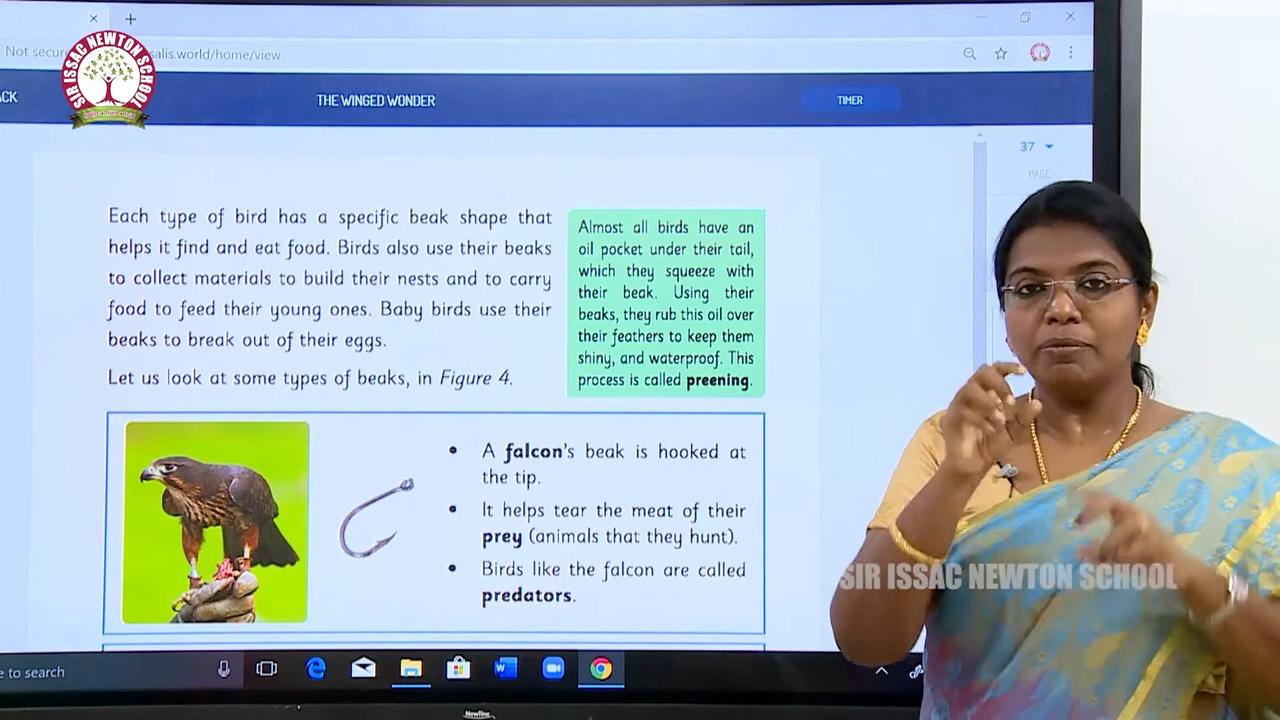 Not secur
salis.world/home/view
SIR ISSAC NEWTON SCHOOL
ACK
THE WINGED WONDER
TIMER
37
PAGE
Each type of bird has a specific beak shape that
helps it find and eat food. Birds also use their beaks
to collect materials to build their nests and to carry
food to feed their young ones. Baby birds use their
beaks to break out of their eggs.
Let us look at some types of beaks, in Figure 4.
Almost all birds have an
oil pocket under their tail,
which they squeeze with
their beak. Using their
beaks, they rub this oil over
their feathers to keep them
shiny, and waterproof. This
process is called preening.
• A falcon's beak is hooked at
the tip.
• It helps tear the meat of their
prey (animals that they hunt).
• Birds like the falcon are called
predators.
SIR ISSAC NEWTON SCHOOL
e to search
Newline